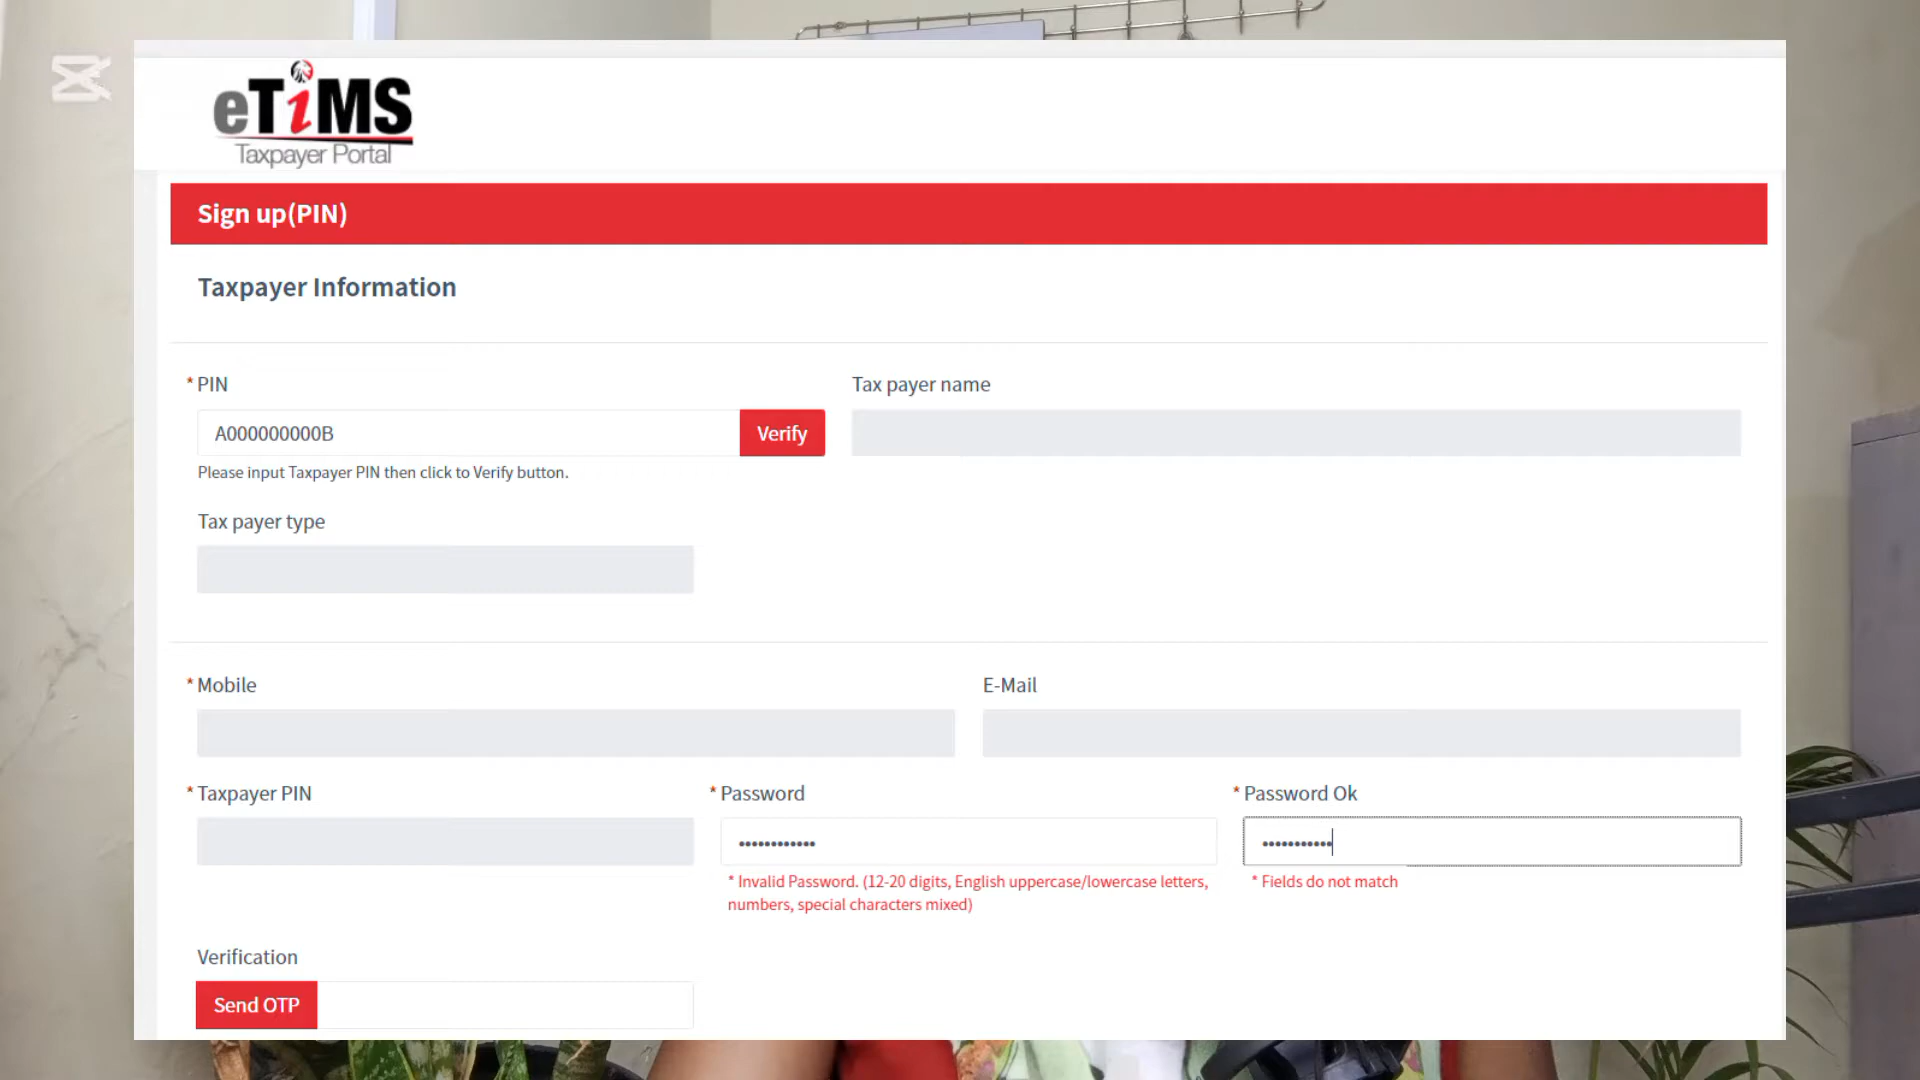 eTiMS
Taxpayer Portal
Sign up(PIN)
Taxpayer Information
* PIN
Tax payer name
A000000000B
Verify
Please input Taxpayer PIN then click to Verify button.
Tax payer type
* Mobile
E-Mail
* Taxpayer PIN
* Password
* Password Ok
* Invalid Password. (12-20 digits, English uppercase/lowercase letters,
numbers, special characters mixed)
* Fields do not match
Verification
Send OTP